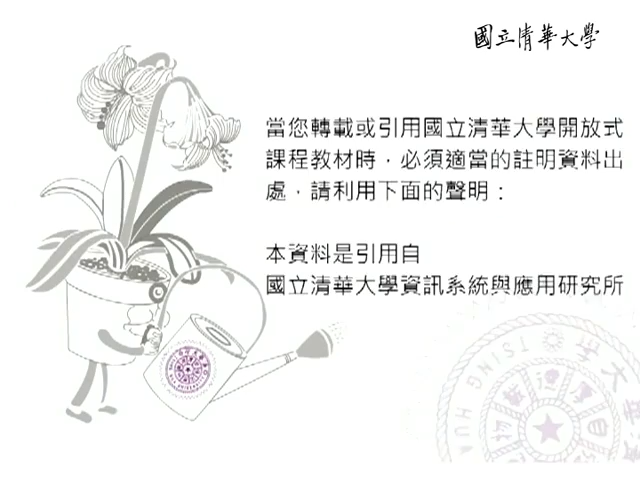 國立清華大學
當您轉載或引用國立清華大學開放式
課程教材時，必須適當的註明資料出
處，請利用下面的聲明：
本資料是引用自
國立清華大學資訊系統與應用研究所
TSING HUA